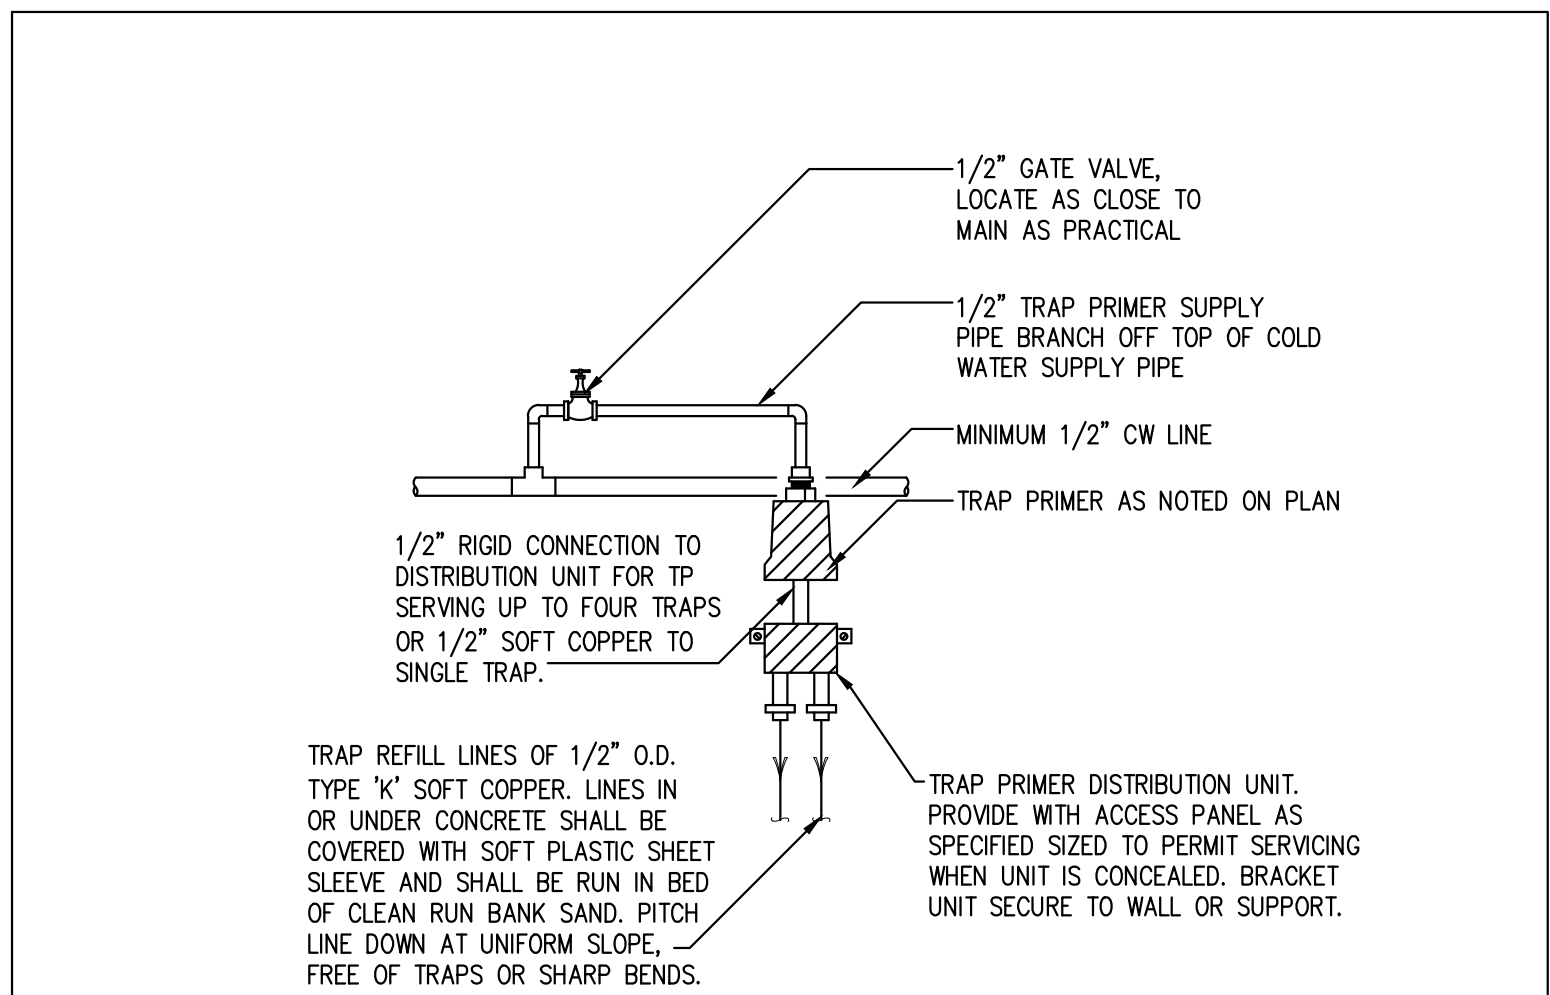 1/2” GATE VALVE,
LOCATE AS CLOSE TO
MAIN AS PRACTICAL
1/2” TRAP PRIMER SUPPLY
PIPE BRANCH OFF TOP OF COLD
WATER SUPPLY PIPE
MINIMUM 1/2” CW LINE
TRAP PRIMER AS NOTED ON PLAN
1/2” RIGID CONNECTION TO
DISTRIBUTION UNIT FOR TP
SERVING UP TO FOUR TRAPS
OR 1/2” SOFT COPPER TO
SINGLE TRAP.
TRAP REFILL LINES OF 1/2” O.D.
TYPE 'K' SOFT COPPER. LINES IN
OR UNDER CONCRETE SHALL BE
COVERED WITH SOFT PLASTIC SHEET
SLEEVE AND SHALL BE RUN IN BED
OF CLEAN RUN BANK SAND. PITCH
LINE DOWN AT UNIFORM SLOPE,
FREE OF TRAPS OR SHARP BENDS.
TRAP PRIMER DISTRIBUTION UNIT.
PROVIDE WITH ACCESS PANEL AS
SPECIFIED SIZED TO PERMIT SERVICING
WHEN UNIT IS CONCEALED. BRACKET
UNIT SECURE TO WALL OR SUPPORT.